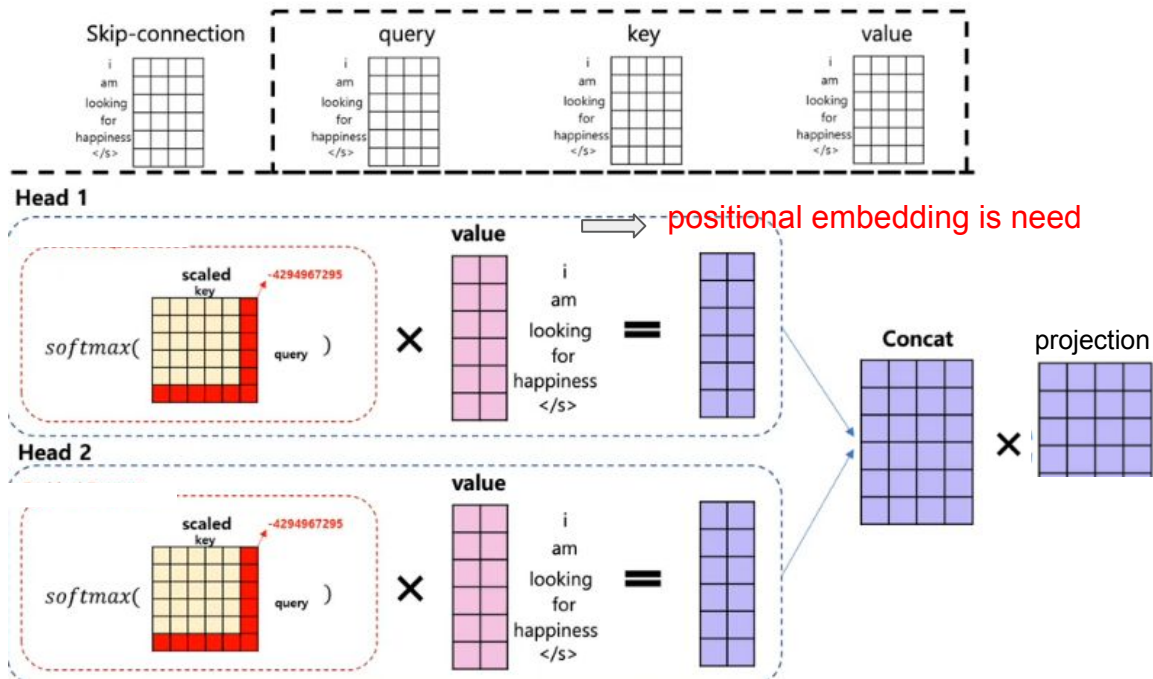 Skip-connection
i
am
looking
for
happiness
</s>
query
i
am
looking
for
happiness
</s>
key
i
am
looking
for
happiness
</s>
value
i
am
looking
for
happiness
</s>
Head 1
positional embedding is need
scaled
key
-4294967295
softmax(
query )
×
value
i
am
looking
for
happiness
</s>
=
Concat
×
projection
Head 2
scaled
key
-4294967295
softmax(
query )
×
value
i
am
looking
for
happiness
</s>
=